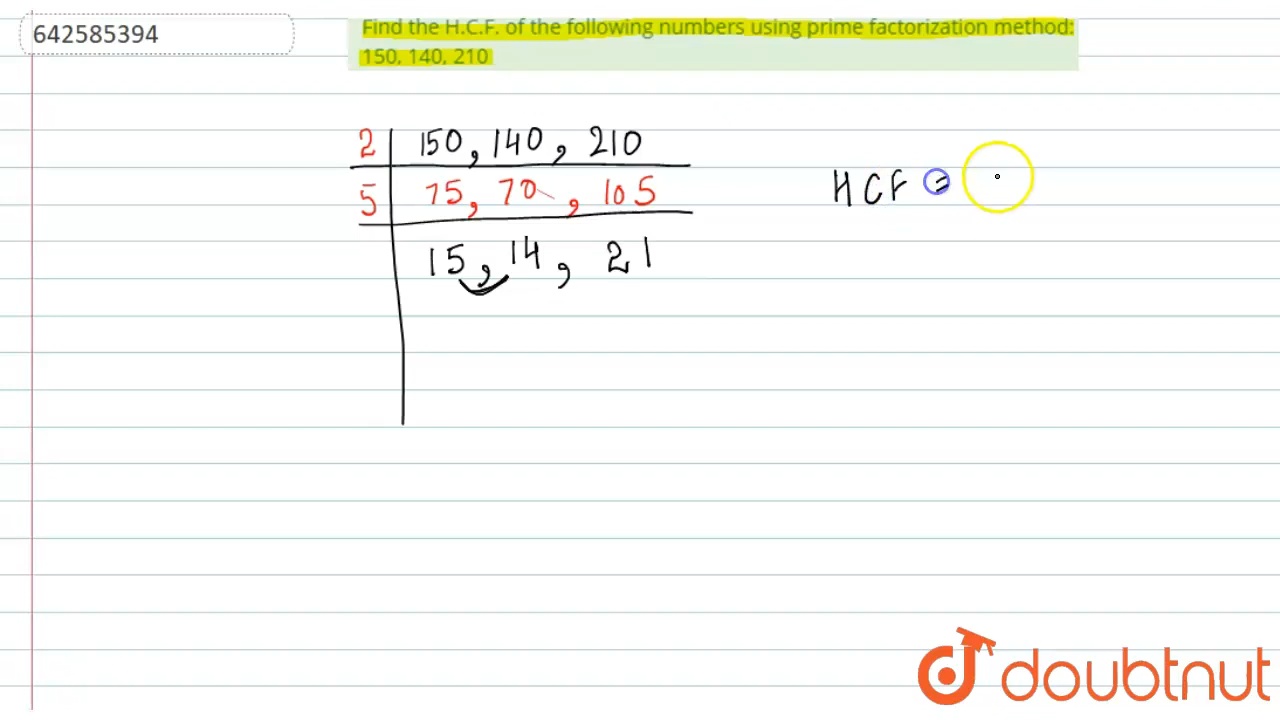 642585394
Find the H.C.F. of the following numbers using prime factorization method:
150, 140, 210
2 150, 140, 210
5 75, 70, 105
15, 14, 21
HCF =
doubtnut